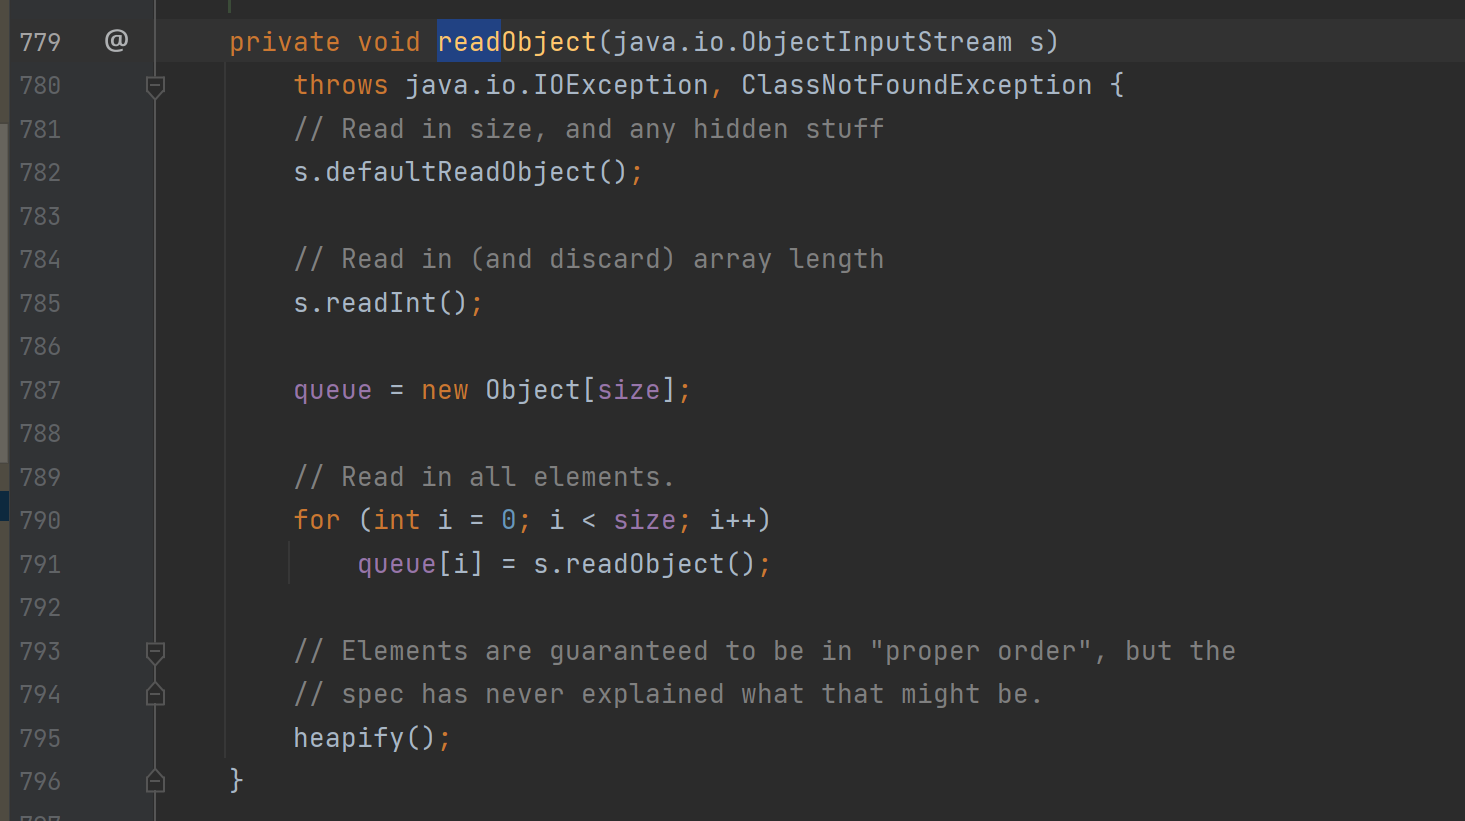 779 @ private void readObject(java.io.ObjectInputStream s)
780 throws java.io.IOException, ClassNotFoundException {
781 // Read in size, and any hidden stuff
782 s.defaultReadObject();
783
784 // Read in (and discard) array length
785 s.readInt();
786
787 queue = new Object[size];
788
789 // Read in all elements.
790 for (int i = 0; i < size; i++)
791 queue[i] = s.readObject();
792
793 // Elements are guaranteed to be in "proper order", but the
794 // spec has never explained what that might be.
795 heapify();
796 }